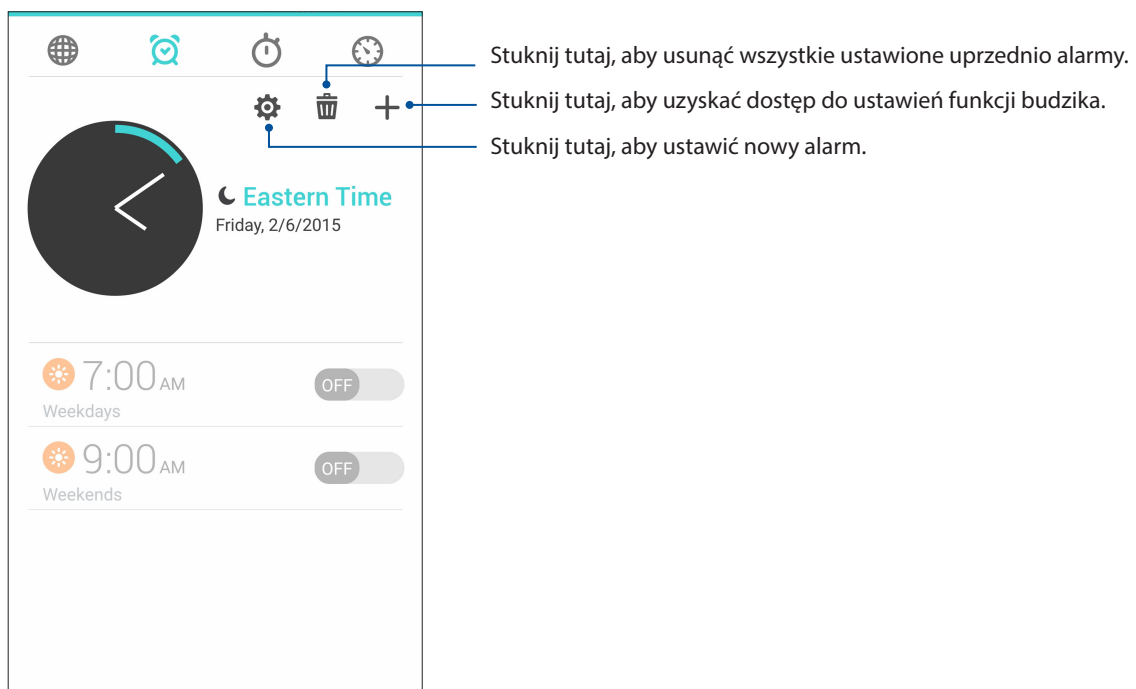 Stuknij tutaj, aby usunąć wszystkie ustawione uprzednio alarmy.
Stuknij tutaj, aby uzyskać dostęp do ustawień funkcji budzika.
Stuknij tutaj, aby ustawić nowy alarm.
Eastern Time
Friday, 2/6/2015
7:00 AM
OFF
Weekdays
9:00 AM
OFF
Weekends